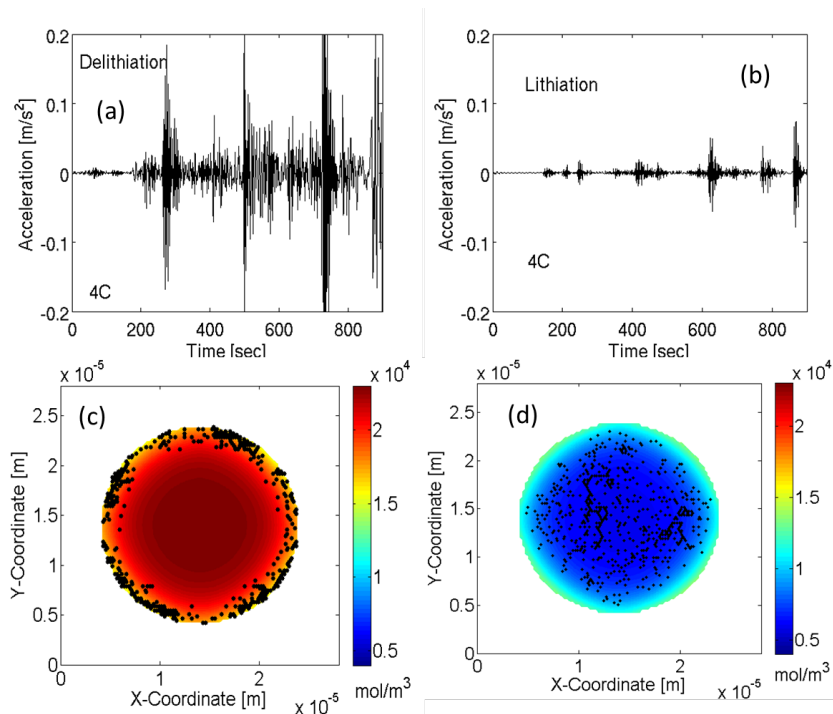 0.2
0.1
0
-0.1
-0.2
Acceleration [m/s²]
Delithiation
(a)
4C
0 200 400 600 800
Time [sec]
0.2
0.1
0
-0.1
-0.2
Acceleration [m/s²]
Lithiation
(b)
4C
0 200 400 600 800
Time [sec]
x 10⁻⁵
2.5
2
1.5
1
0.5
0
Y-Coordinate [m]
(c)
0 1 2
X-Coordinate [m]
x 10⁻⁵
x 10⁴
2
1.5
1
0.5
mol/m³
x 10⁻⁵
2.5
2
1.5
1
0.5
0
Y-Coordinate [m]
(d)
0 1 2
X-Coordinate [m]
x 10⁻⁵
x 10⁴
2
1.5
1
0.5
mol/m³